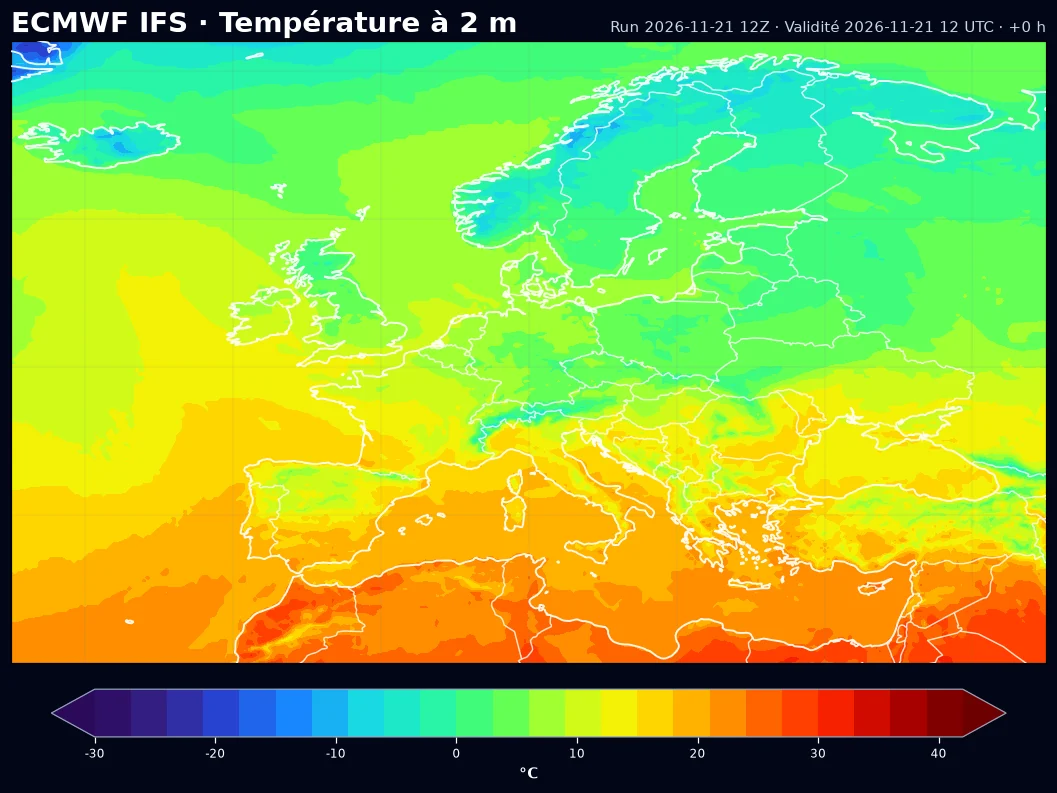 ECMWF IFS · Température à 2 m
Run 2026-11-21 12Z · Validité 2026-11-21 12 UTC · +0 h
-30 -20 -10 0 10 20 30 40
°C